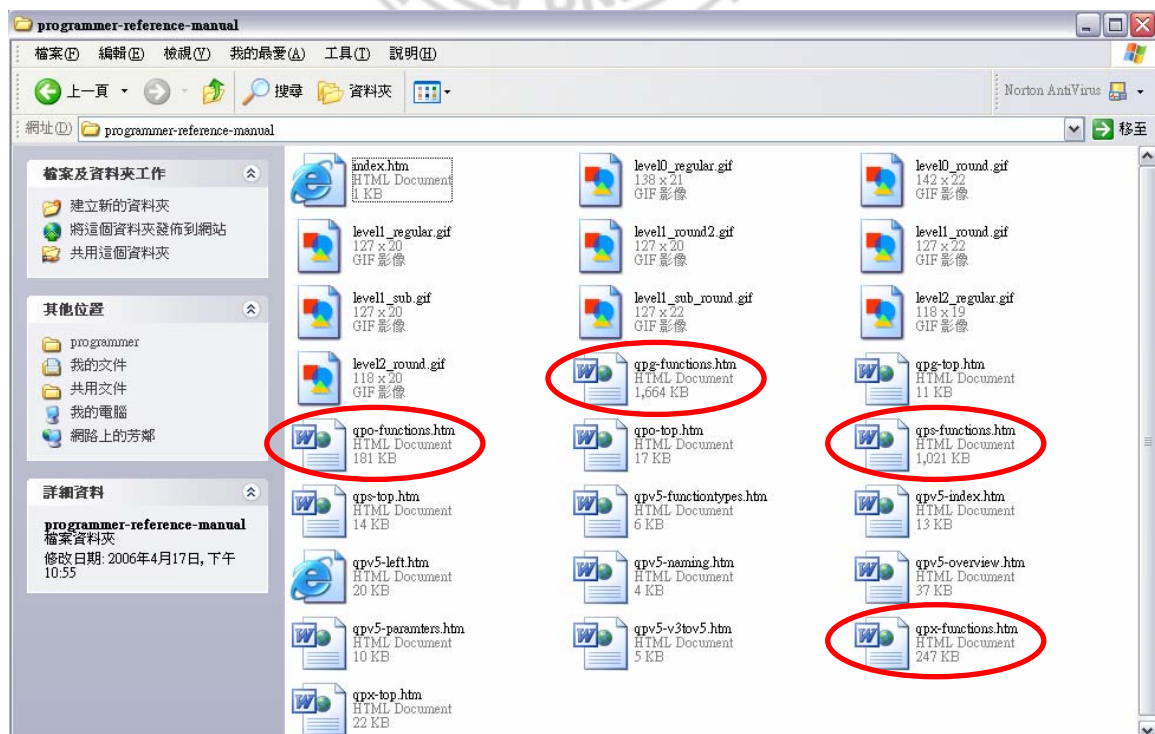 programmer-reference-manual
檔案(F) 編輯(E) 檢視(V) 我的最愛(A) 工具(T) 說明(H)
上一頁 搜尋 資料夾 Norton AntiVirus
網址(D) programmer-reference-manual 移至
檔案及資料夾工作
建立新的資料夾
將這個資料夾發佈到網站
共用這個資料夾
其他位置
programmer
我的文件
共用文件
我的電腦
網路上的芳鄰
詳細資料
programmer-reference-manual
檔案資料夾
修改日期: 2006年4月17日, 下午
10:55
index.htm
HTML Document
1 KB
level0_regular.gif
138 x 21
GIF 影像
level0_round.gif
142 x 22
GIF 影像
level1_regular.gif
127 x 20
GIF 影像
level1_round2.gif
127 x 20
GIF 影像
level1_round.gif
127 x 22
GIF 影像
level1_sub.gif
127 x 20
GIF 影像
level1_sub_round.gif
127 x 22
GIF 影像
level2_regular.gif
118 x 19
GIF 影像
level2_round.gif
118 x 20
GIF 影像
qpg-functions.htm
HTML Document
1,664 KB
qpg-top.htm
HTML Document
11 KB
qpo-functions.htm
HTML Document
181 KB
qpo-top.htm
HTML Document
17 KB
qps-functions.htm
HTML Document
1,021 KB
qps-top.htm
HTML Document
14 KB
qpv5-functiontypes.htm
HTML Document
6 KB
qpv5-index.htm
HTML Document
13 KB
qpv5-left.htm
HTML Document
20 KB
qpv5-naming.htm
HTML Document
4 KB
qpv5-overview.htm
HTML Document
37 KB
qpv5-paramters.htm
HTML Document
10 KB
qpv5-v3tov5.htm
HTML Document
5 KB
qpx-functions.htm
HTML Document
247 KB
qpx-top.htm
HTML Document
22 KB